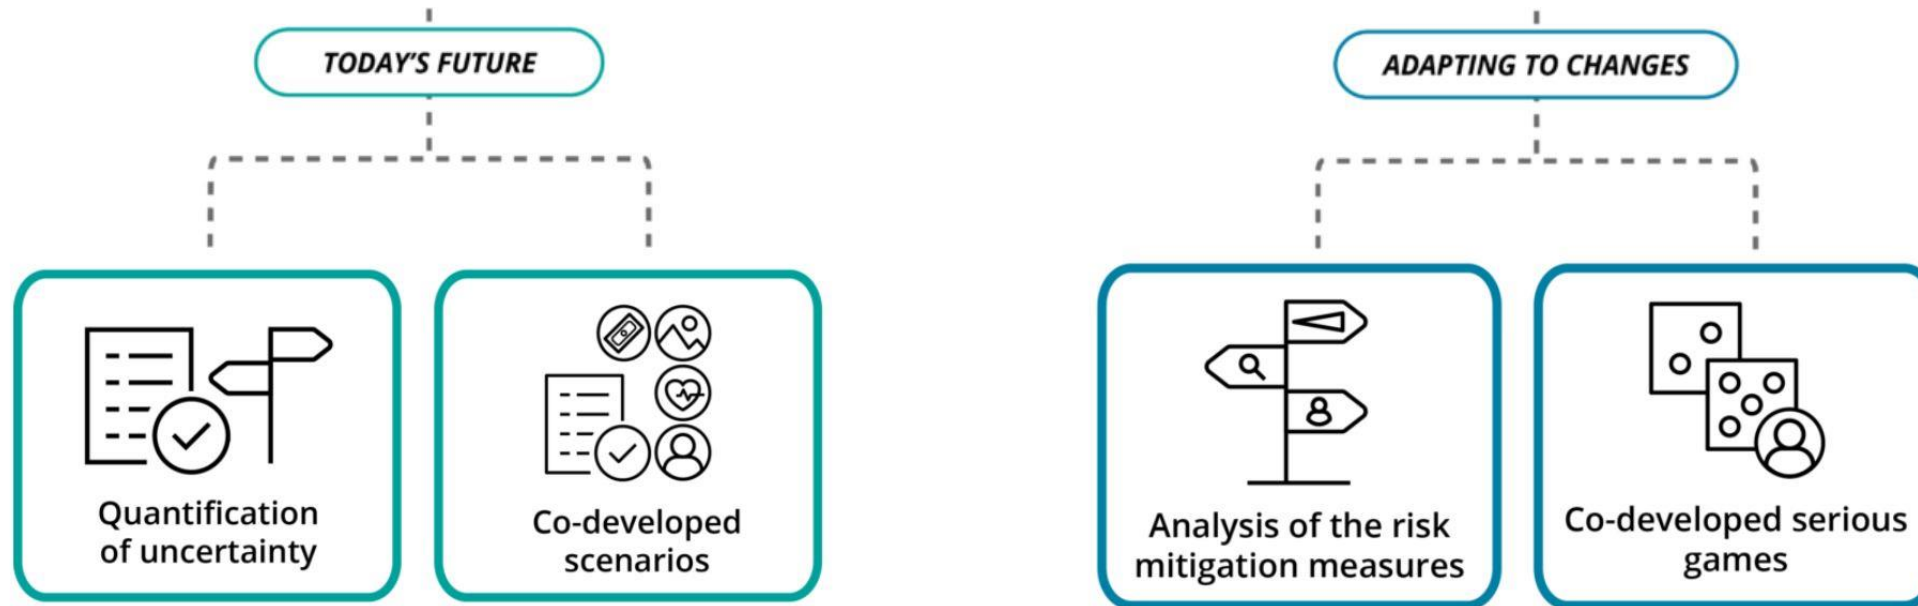 TODAY'S FUTURE
Quantification
of uncertainty
Co-developed
scenarios
ADAPTING TO CHANGES
Analysis of the risk
mitigation measures
Co-developed serious
games